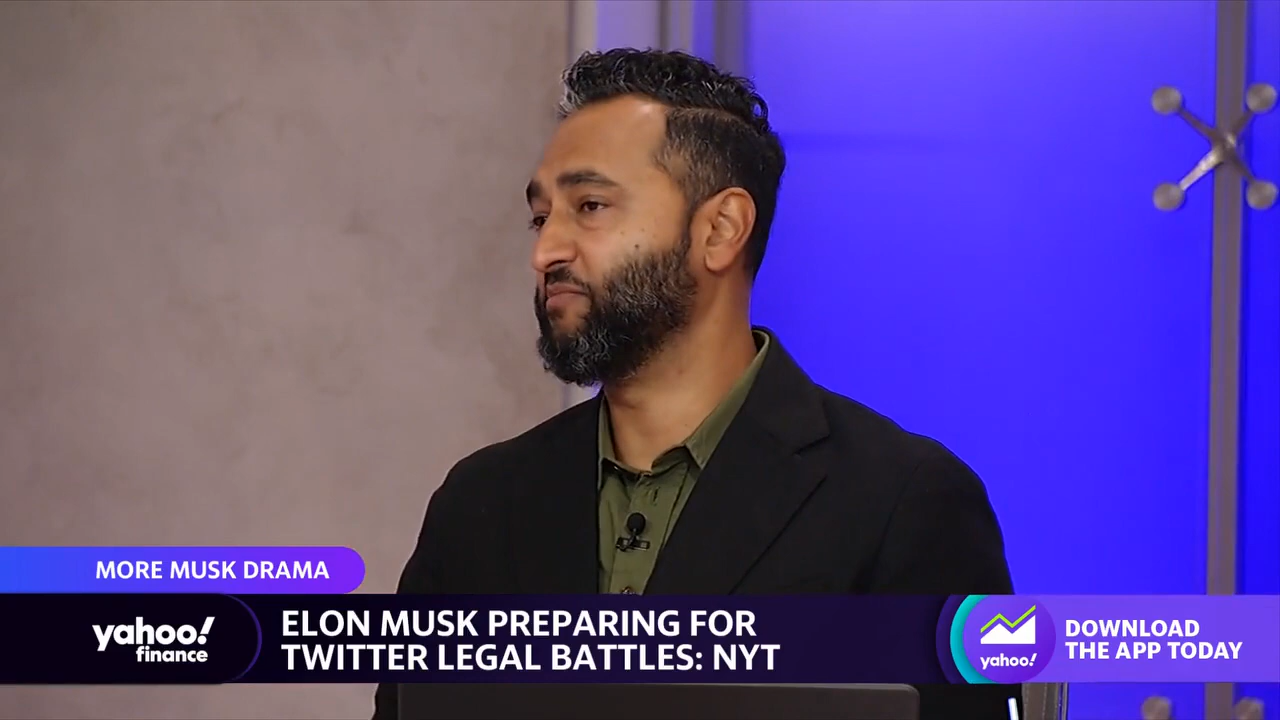 MORE MUSK DRAMA
yahoo!
finance
ELON MUSK PREPARING FOR
TWITTER LEGAL BATTLES: NYT
yahoo!
DOWNLOAD
THE APP TODAY